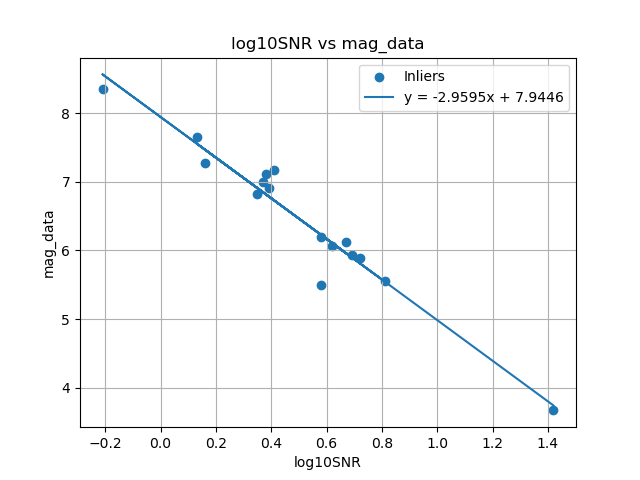 log10SNR vs mag_data
Inliers
y = -2.9595x + 7.9446
8
7
6
5
4
mag_data
−0.2 0.0 0.2 0.4 0.6 0.8 1.0 1.2 1.4
log10SNR